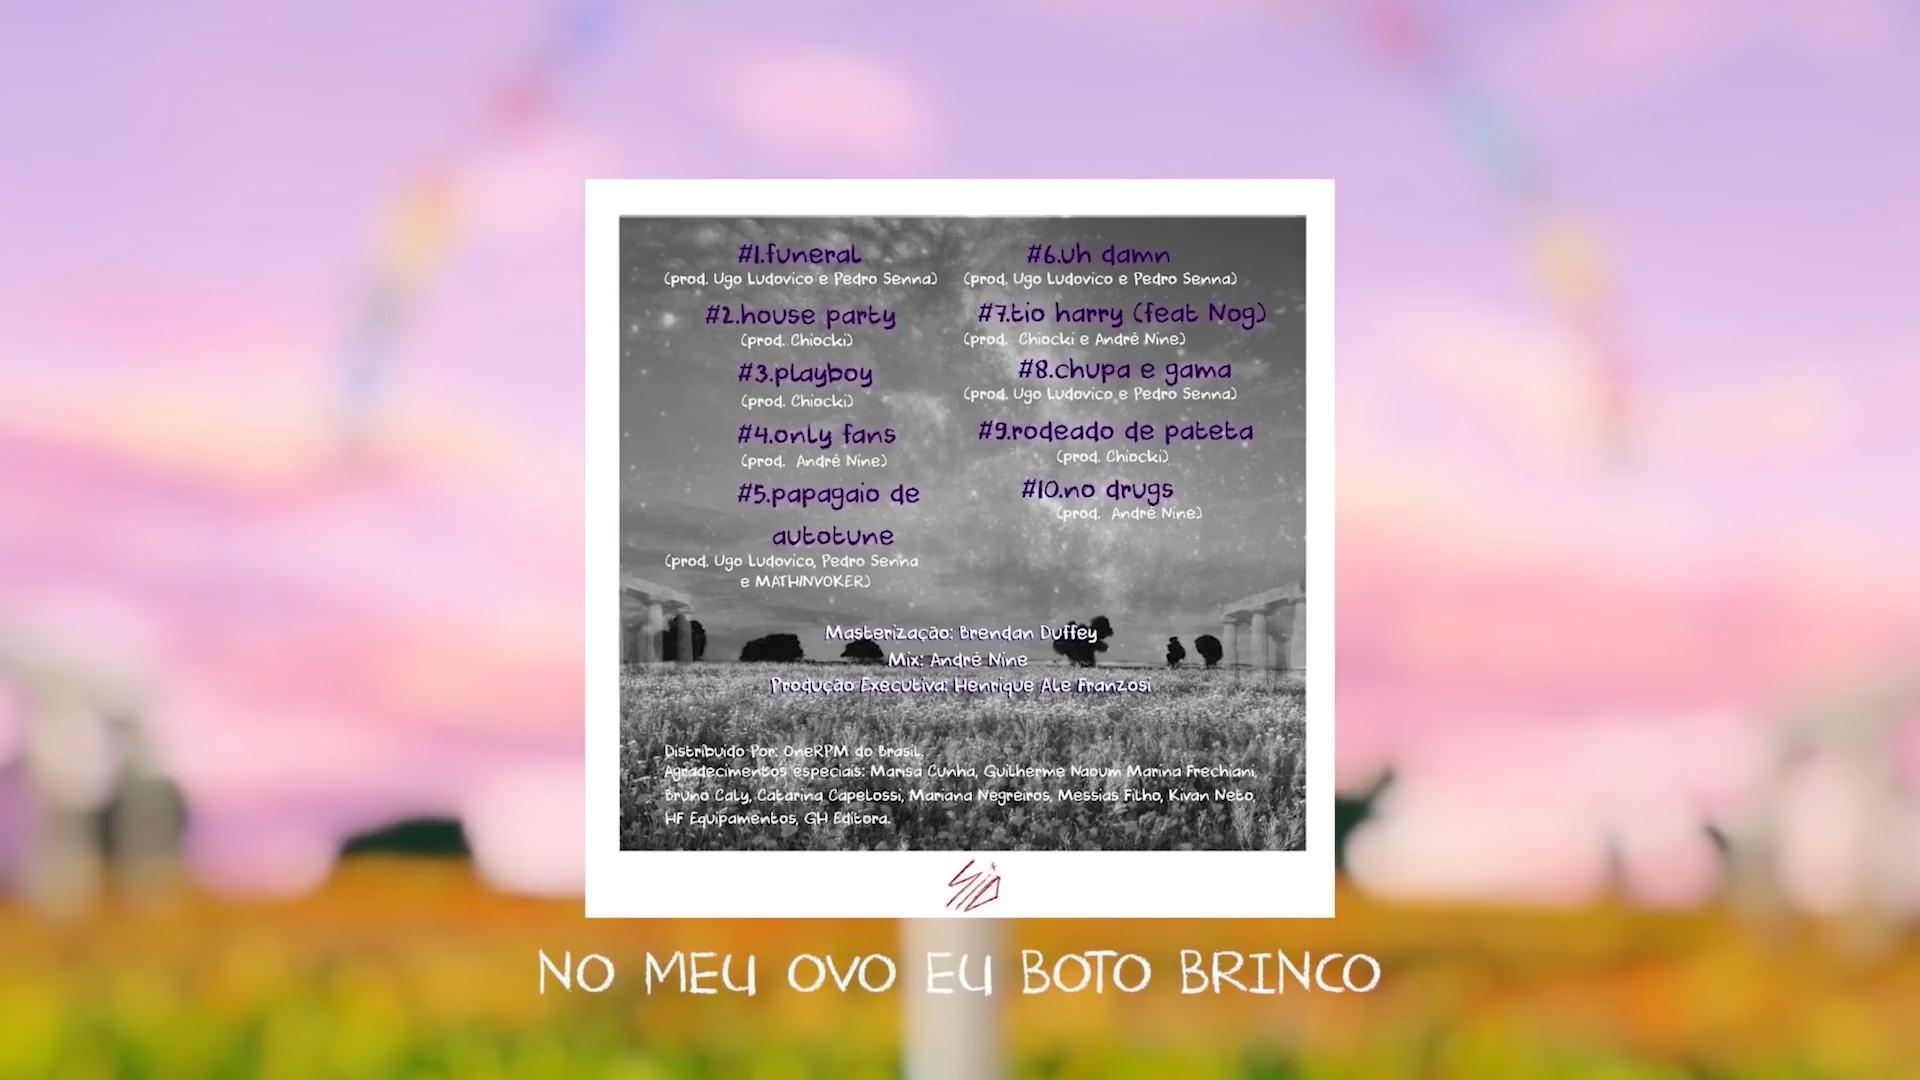 #1.funeral
(prod. Ugo Ludovico e Pedro Senna)
#2.house party
(prod. Chiocki)
#3.playboy
(prod. Chiocki)
#4.only fans
(prod. André Nine)
#5.papagaio de
autotune
(prod. Ugo Ludovico, Pedro Senna
e MATHINVOKER)
#6.uh damn
(prod. Ugo Ludovico e Pedro Senna)
#7.tio harry (feat Nog)
(prod. Chiocki e André Nine)
#8.chupa e gama
(prod. Ugo Ludovico e Pedro Senna)
#9.rodeado de pateta
(prod. Chiocki)
#10.no drugs
(prod. André Nine)
Masterização: Brendan Duffey
Mix: André Nine
Produção Executiva: Henrique Ale Franzosi
Distribuido Por: OneRPM do Brasil.
Agradecimentos especiais: Marisa Cunha, Guilherme Naoum Marina Frechiani,
Bruno Caly, Catarina Capelossi, Mariana Negreiros, Messias Filho, Kivan Neto,
HF Equipamentos, GH Editora.
SiD
NO MEU OVO EU BOTO BRINCO